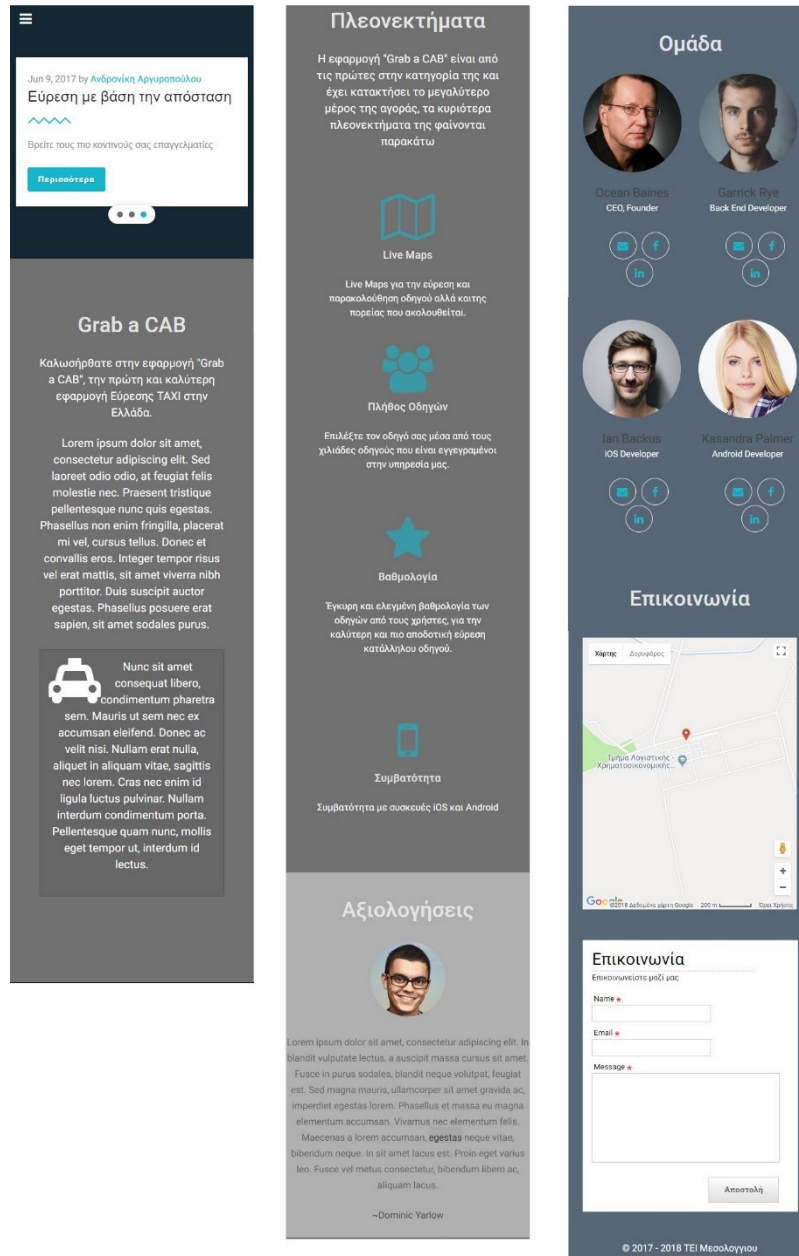 Jun 9, 2017 by Ανδρονίκη Αργυροπούλου
Εύρεση με βάση την απόσταση
Βρείτε τους πιο κοντινούς σας επαγγελματίες
Περισσότερα
Grab a CAB
Καλωσήρθατε στην εφαρμογή "Grab
a CAB", την πρώτη και καλύτερη
εφαρμογή Εύρεσης TAXI στην
Ελλάδα.
Lorem ipsum dolor sit amet,
consectetur adipiscing elit. Sed
laoreet odio odio, at feugiat felis
molestie nec. Praesent tristique
pellentesque nunc quis egestas.
Phasellus non enim fringilla, placerat
mi vel, cursus tellus. Donec et
convallis eros. Integer tempor risus
vel erat mattis, sit amet viverra nibh
porttitor. Duis suscipit auctor
egestas. Phasellus posuere erat
sapien, sit amet sodales purus.
Nunc sit amet
consequat libero,
condimentum pharetra
sem. Mauris ut sem nec ex
accumsan eleifend. Donec ac
velit nisi. Nullam erat nulla,
aliquet in aliquam vitae, sagittis
nec lorem. Cras nec enim id
ligula luctus pulvinar. Nullam
interdum condimentum porta.
Pellentesque quam nunc, mollis
eget tempor ut, interdum id
lectus.
Πλεονεκτήματα
Η εφαρμογή "Grab a CAB" είναι από
τις πρώτες στην κατηγορία της και
έχει κατακτήσει το μεγαλύτερο
μέρος της αγοράς, τα κυριότερα
πλεονεκτήματα της φαίνονται
παρακάτω
Live Maps
Live Maps για την εύρεση και
παρακολούθηση οδηγού αλλά καιτης
πορείας που ακολουθείται.
Πλήθος Οδηγών
Επιλέξτε τον οδηγό σας μέσα από τους
χιλιάδες οδηγούς που είναι εγγεγραμένοι
στην υπηρεσία μας.
Βαθμολογία
Έγκυρη και ελεγμένη βαθμολογία των
οδηγών από τους χρήστες, για την
καλύτερη και πιο αποδοτική εύρεση
κατάλληλου οδηγού.
Συμβατότητα
Συμβατότητα με συσκευές iOS και Android
Αξιολογήσεις
Lorem ipsum dolor sit amet, consectetur adipiscing elit. In
blandit vulputate lectus, a suscipit massa cursus sit amet.
Fusce in purus sodales, blandit neque volutpat, feugiat
est. Sed magna mauris, ullamcorper sit amet gravida ac,
imperdiet egestas lorem. Phasellus et massa eu magna
elementum accumsan. Vivamus nec elementum felis.
Maecenas a lorem accumsan, egestas neque vitae,
bibendum neque. In sit amet lacus est. Proin eget varius
leo. Fusce vel metus consectetur, bibendum libero ac,
aliquam lacus.
~Dominic Yarlow
Ομάδα
Ocean Baines
CEO, Founder
Garrick Rye
Back End Developer
Ian Backus
iOS Developer
Kasandra Palmer
Android Developer
Επικοινωνία
Χάρτης Δορυφόρος
Τμήμα Λογιστικής -
Χρηματοοικονομικής...
Google
©2018 Δεδομένα χάρτη Google 200 m Όροι Χρήσης
Επικοινωνία
Επικοινωνείστε μαζί μας
Name *
Email *
Message *
Αποστολή
© 2017 - 2018 ΤΕΙ Μεσολογγιου